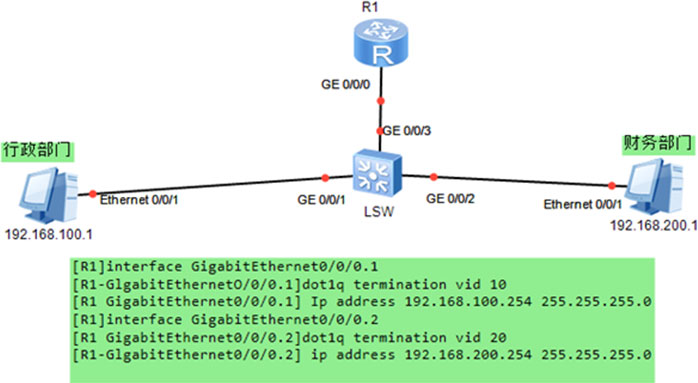 R1
R
GE 0/0/0
GE 0/0/3
行政部门
财务部门
Ethernet 0/0/1
GE 0/0/1
GE 0/0/2
Ethernet 0/0/1
LSW
192.168.100.1
192.168.200.1
[R1]interface GigabitEthernet0/0/0.1
[R1-GlgabitEthernetO/0/0.1]dot1q termination vid 10
[R1 GigabitEthernet0/0/0.1] Ip address 192.168.100.254 255.255.255.0
[R1]interface GigabitEthernet0/0/0.2
[R1 GigabitEthernet0/0/0.2]dot1q termination vid 20
[R1-GlgabitEthernet0/0/0.2] ip address 192.168.200.254 255.255.255.0